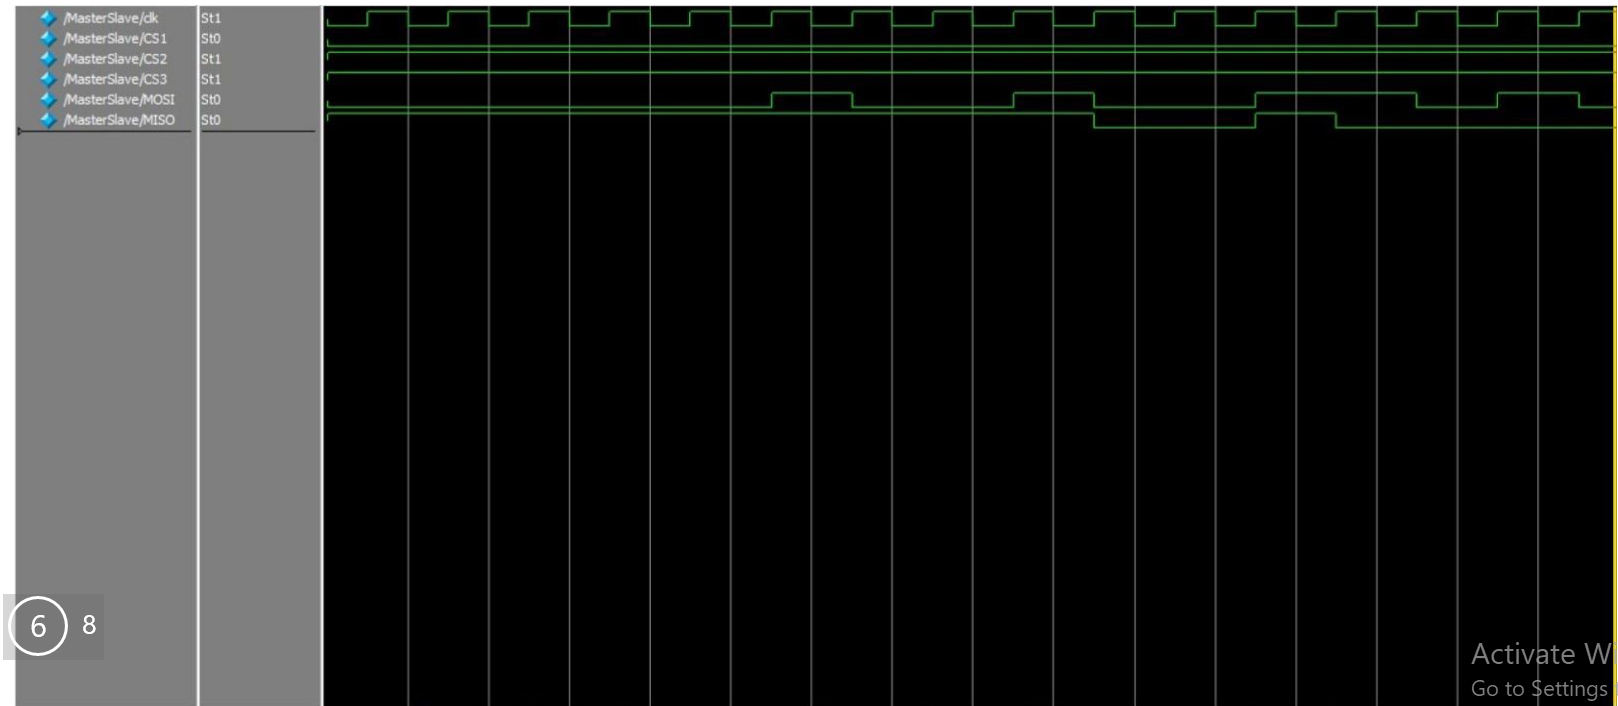 /MasterSlave/clk St1
/MasterSlave/CS1 St0
/MasterSlave/CS2 St1
/MasterSlave/CS3 St1
/MasterSlave/MOSI St0
/MasterSlave/MISO St0
6 8
Activate W
Go to Settings